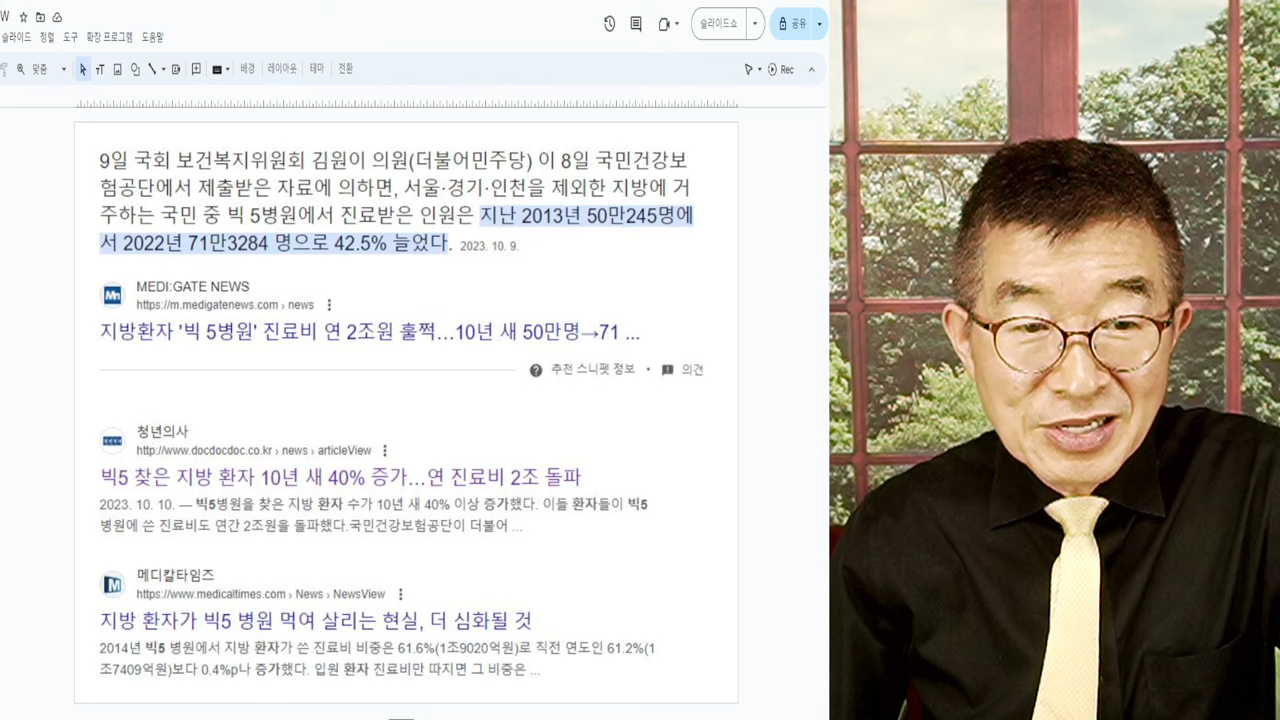 W
슬라이드 정렬 도구 확장 프로그램 도움말
슬라이드쇼
공유
맞춤
배경 레이아웃 테마 전환
Rec
9일 국회 보건복지위원회 김원이 의원(더불어민주당) 이 8일 국민건강보
험공단에서 제출받은 자료에 의하면, 서울·경기·인천을 제외한 지방에 거
주하는 국민 중 빅 5병원에서 진료받은 인원은 지난 2013년 50만245명에
서 2022년 71만3284 명으로 42.5% 늘었다. 2023. 10. 9.
Mn
MEDI:GATE NEWS
https://m.medigatenews.com › news
지방환자 '빅 5병원' 진료비 연 2조원 훌쩍…10년 새 50만명→71 ...
추천 스니펫 정보 • 의견
청년의사
http://www.docdocdoc.co.kr › news › articleView
빅5 찾은 지방 환자 10년 새 40% 증가…연 진료비 2조 돌파
2023. 10. 10. — 빅5병원을 찾은 지방 환자 수가 10년 새 40% 이상 증가했다. 이들 환자들이 빅5
병원에 쓴 진료비도 연간 2조원을 돌파했다.국민건강보험공단이 더불어 ...
메디칼타임즈
https://www.medicaltimes.com › News › NewsView
지방 환자가 빅5 병원 먹여 살리는 현실, 더 심화될 것
2014년 빅5 병원에서 지방 환자가 쓴 진료비 비중은 61.6%(1조9020억원)로 직전 연도인 61.2%(1
조7409억원)보다 0.4%p나 증가했다. 입원 환자 진료비만 따지면 그 비중은 ...